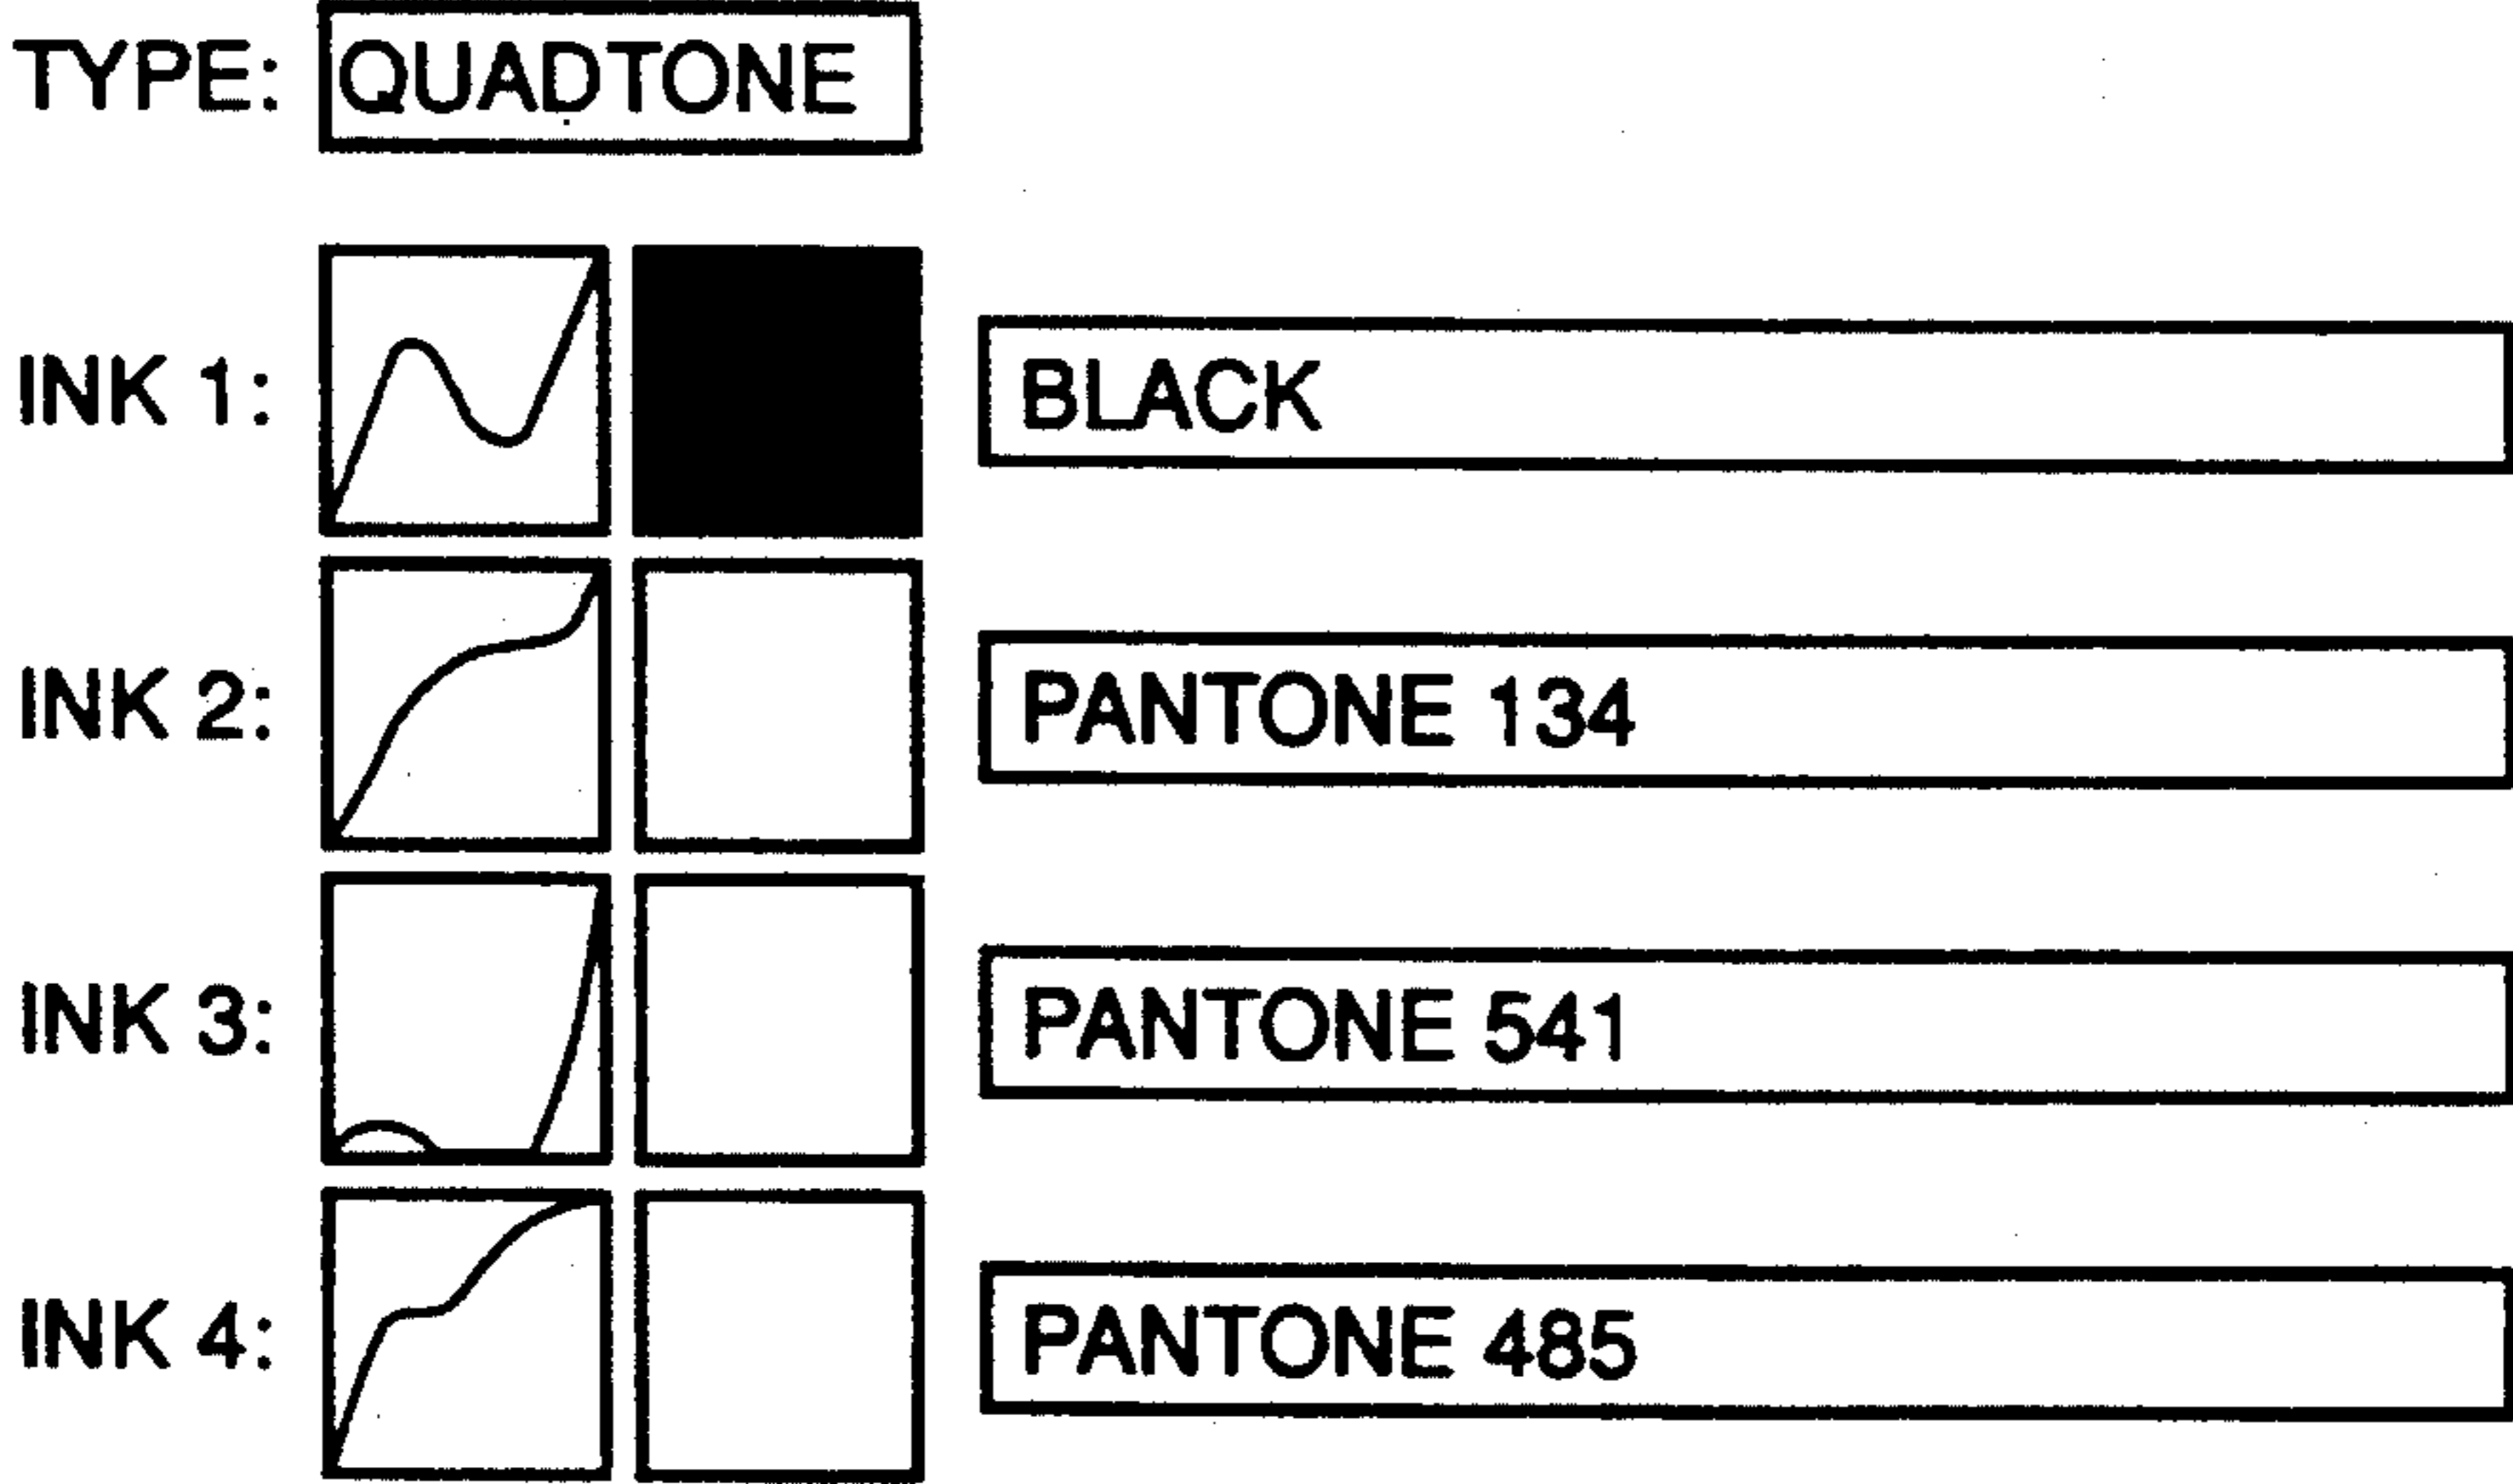 TYPE: QUADTONE
INK 1: BLACK
INK 2: PANTONE 134
INK 3: PANTONE 541
INK 4: PANTONE 485